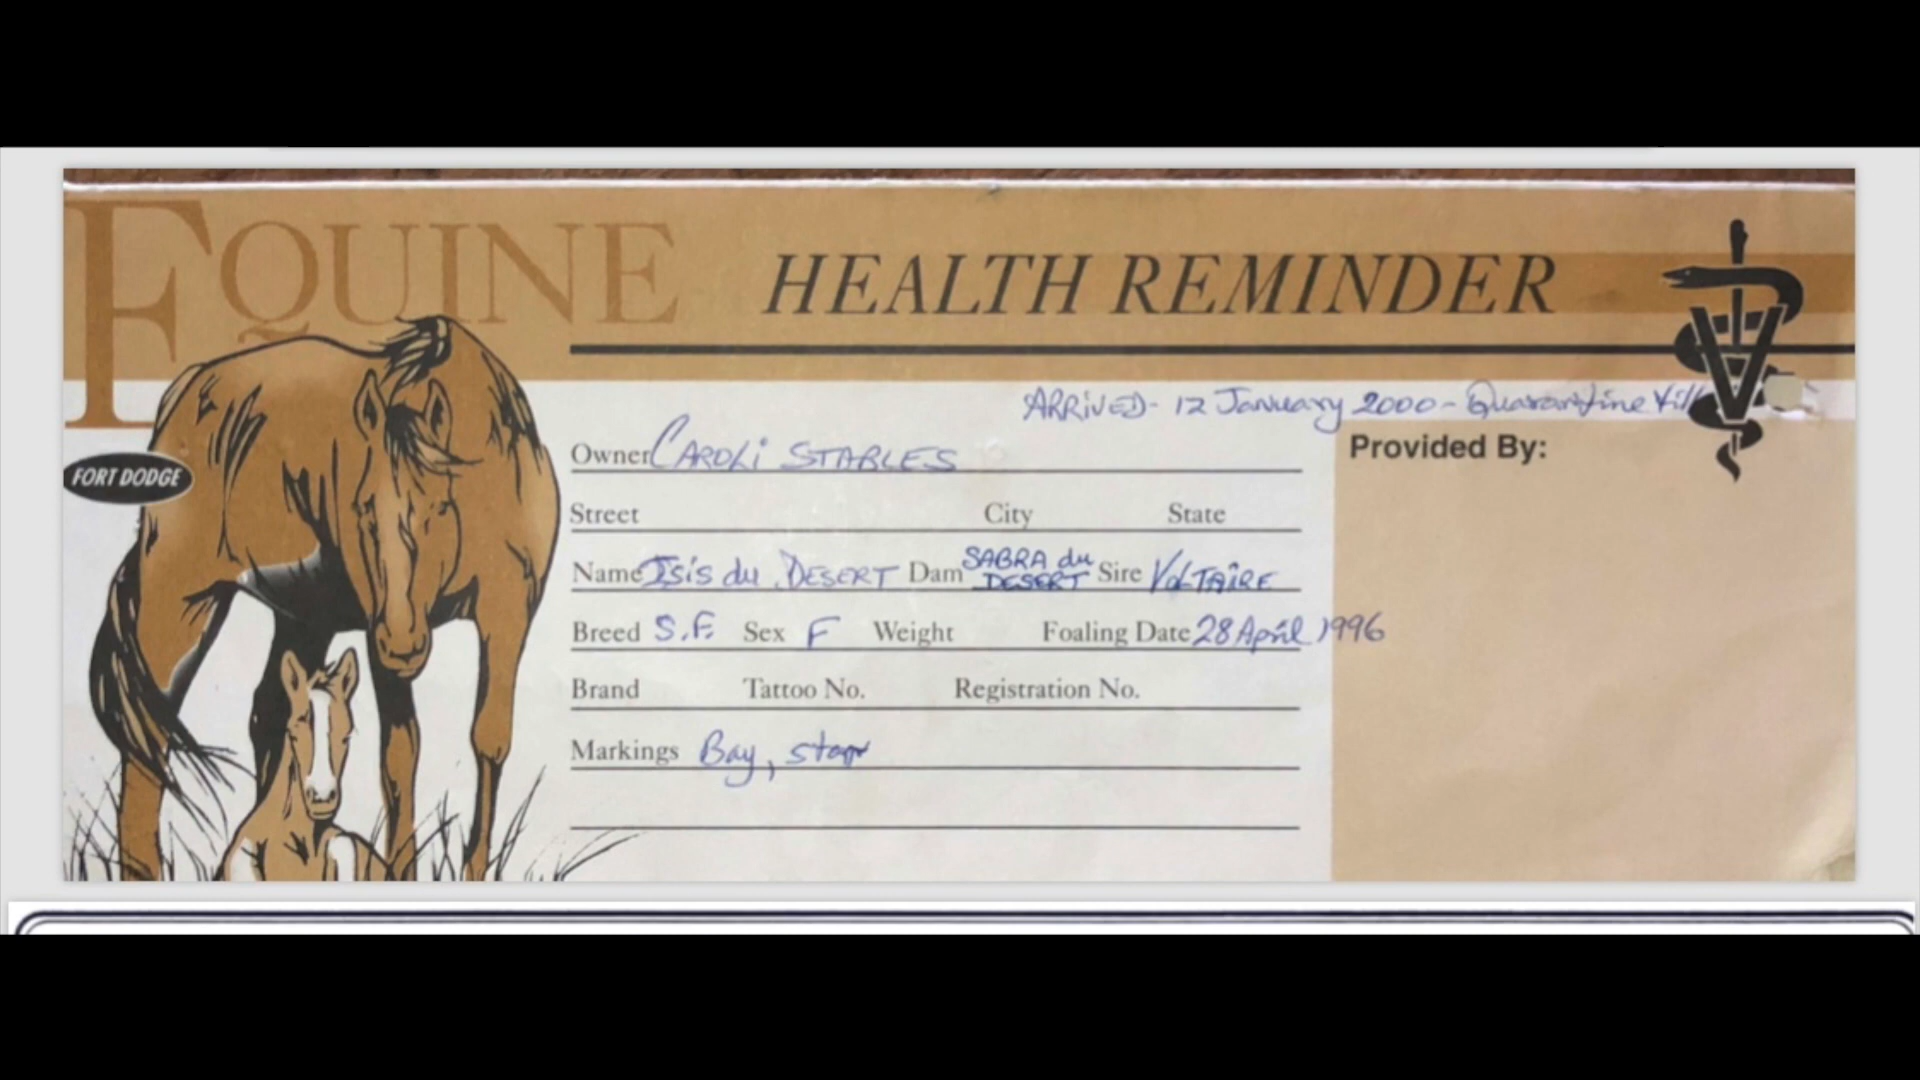 EQUINE HEALTH REMINDER
ARRIVED- 12 January 2000 - Quarantine
FORT DODGE
Owner CAROLI STABLES
Provided By:
Street City State
Name Isis du DESERT Dam SABRA du DESERT Sire VOLTAIRE
Breed S.F. Sex F Weight Foaling Date 28 April 1996
Brand Tattoo No. Registration No.
Markings Bay, star
V